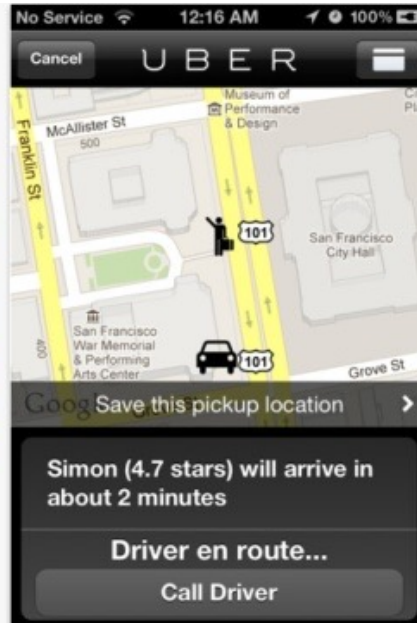 No Service 12:16 AM 100%
Cancel UBER
Museum of
Performance
& Design
McAllister St
500
Franklin St
101
San Francisco
City Hall
San Francisco
War Memorial
& Performing
Arts Center
400
101
Grove St
Google
Save this pickup location
Simon (4.7 stars) will arrive in
about 2 minutes
Driver en route...
Call Driver